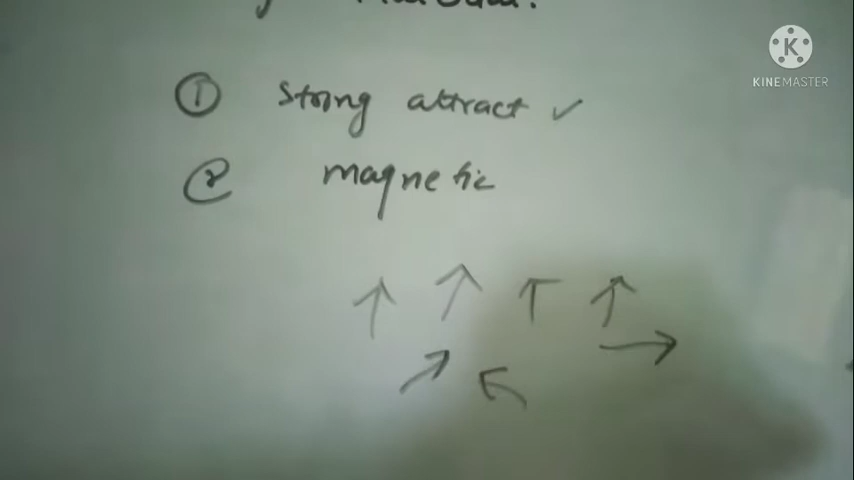 ① Strong attract ✓
② magnetic
K
KINEMASTER